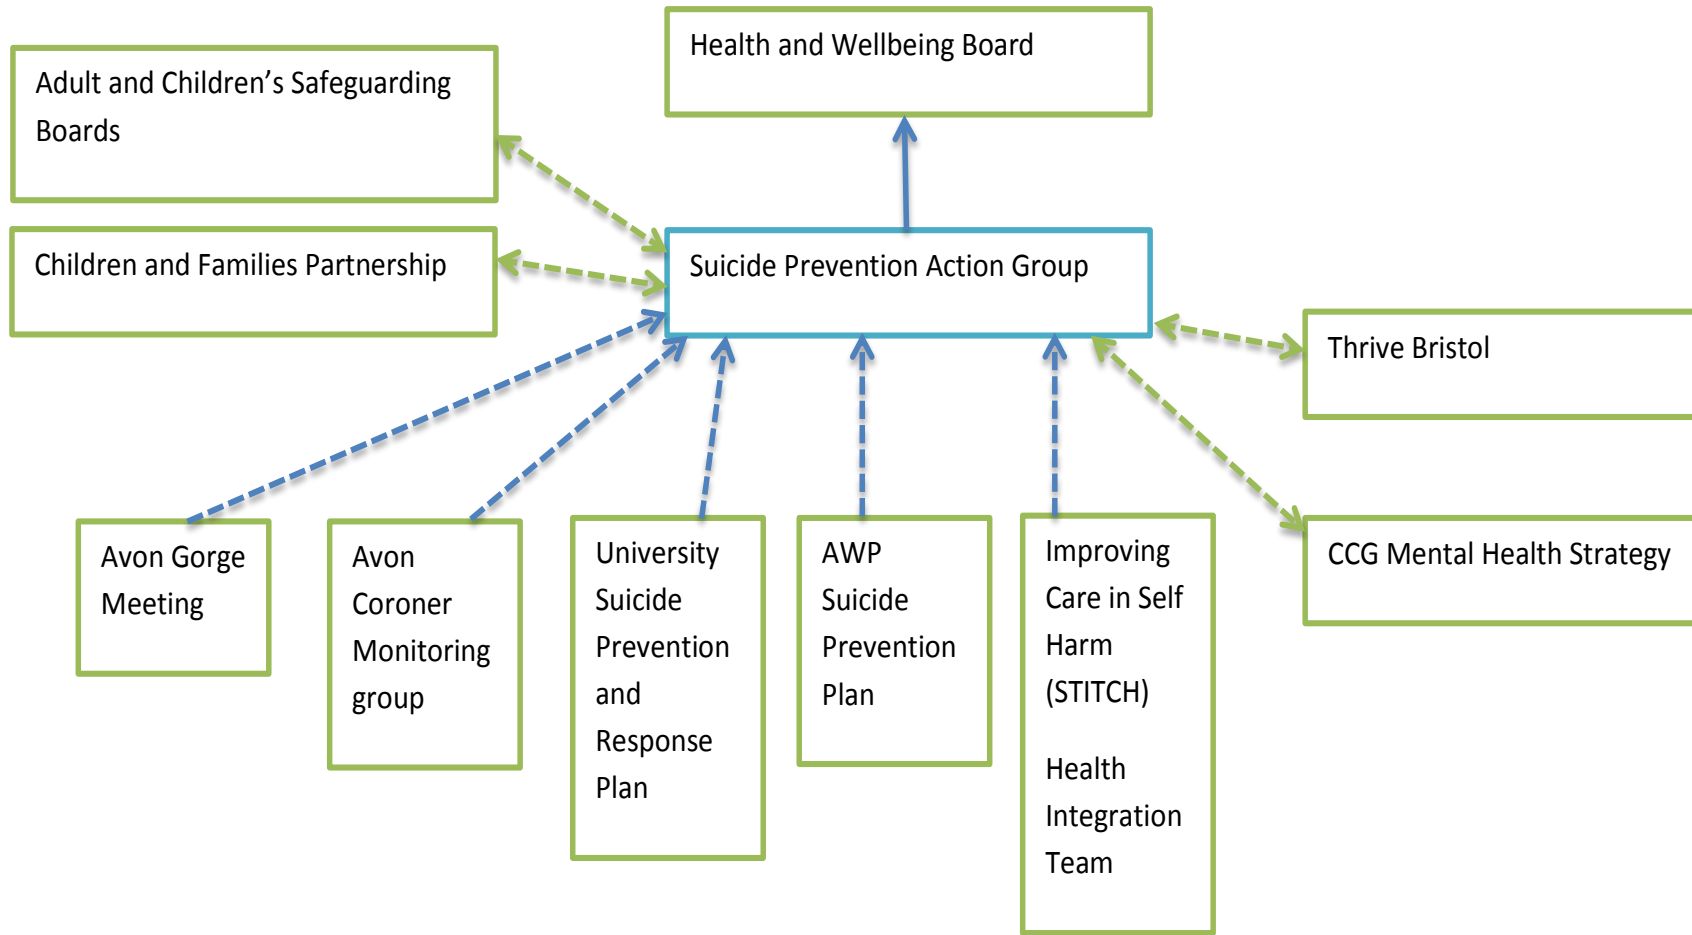 Health and Wellbeing Board
Adult and Children’s Safeguarding
Boards
Children and Families Partnership
Suicide Prevention Action Group
Thrive Bristol
CCG Mental Health Strategy
Avon Gorge
Meeting
Avon
Coroner
Monitoring
group
University
Suicide
Prevention
and
Response
Plan
AWP
Suicide
Prevention
Plan
Improving
Care in Self
Harm
(STITCH)
Health
Integration
Team